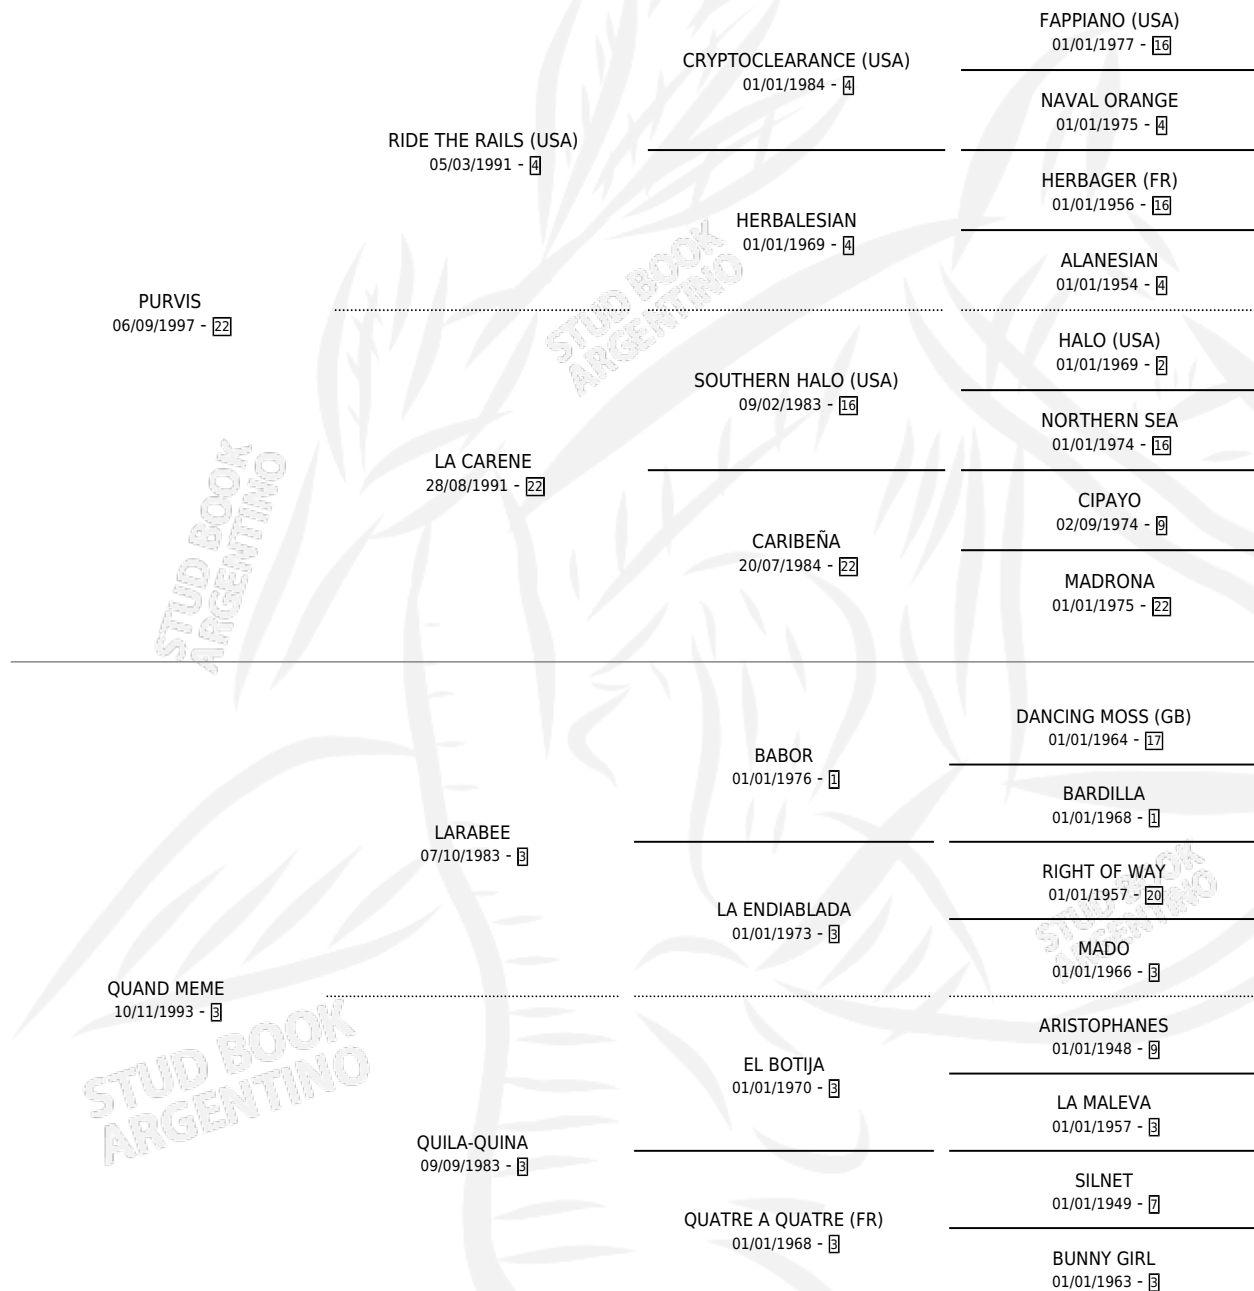 FAPPIANO (USA)
01/01/1977 - 16
CRYPTOCLEARANCE (USA)
01/01/1984 - 4
NAVAL ORANGE
01/01/1975 - 4
RIDE THE RAILS (USA)
05/03/1991 - 4
HERBAGER (FR)
01/01/1956 - 16
HERBALESIAN
01/01/1969 - 4
ALANESIAN
01/01/1954 - 4
PURVIS
06/09/1997 - 22
HALO (USA)
01/01/1969 - 2
SOUTHERN HALO (USA)
09/02/1983 - 16
NORTHERN SEA
01/01/1974 - 16
LA CARENE
28/08/1991 - 22
CIPAYO
02/09/1974 - 9
CARIBEÑA
20/07/1984 - 22
MADRONA
01/01/1975 - 22
DANCING MOSS (GB)
01/01/1964 - 17
BABOR
01/01/1976 - 1
BARDILLA
01/01/1968 - 1
LARABEE
07/10/1983 - 3
RIGHT OF WAY
01/01/1957 - 20
LA ENDIABLADA
01/01/1973 - 3
MADO
01/01/1966 - 3
QUAND MEME
10/11/1993 - 3
ARISTOPHANES
01/01/1948 - 9
EL BOTIJA
01/01/1970 - 3
LA MALEVA
01/01/1957 - 3
QUILA-QUINA
09/09/1983 - 3
SILNET
01/01/1949 - 7
QUATRE A QUATRE (FR)
01/01/1968 - 3
BUNNY GIRL
01/01/1963 - 3
STUD BOOK
ARGENTINO
STUD BOOK
ARGENTINO
STUD BOOK
ARGENTINO
STUD BOOK
ARGENTINO